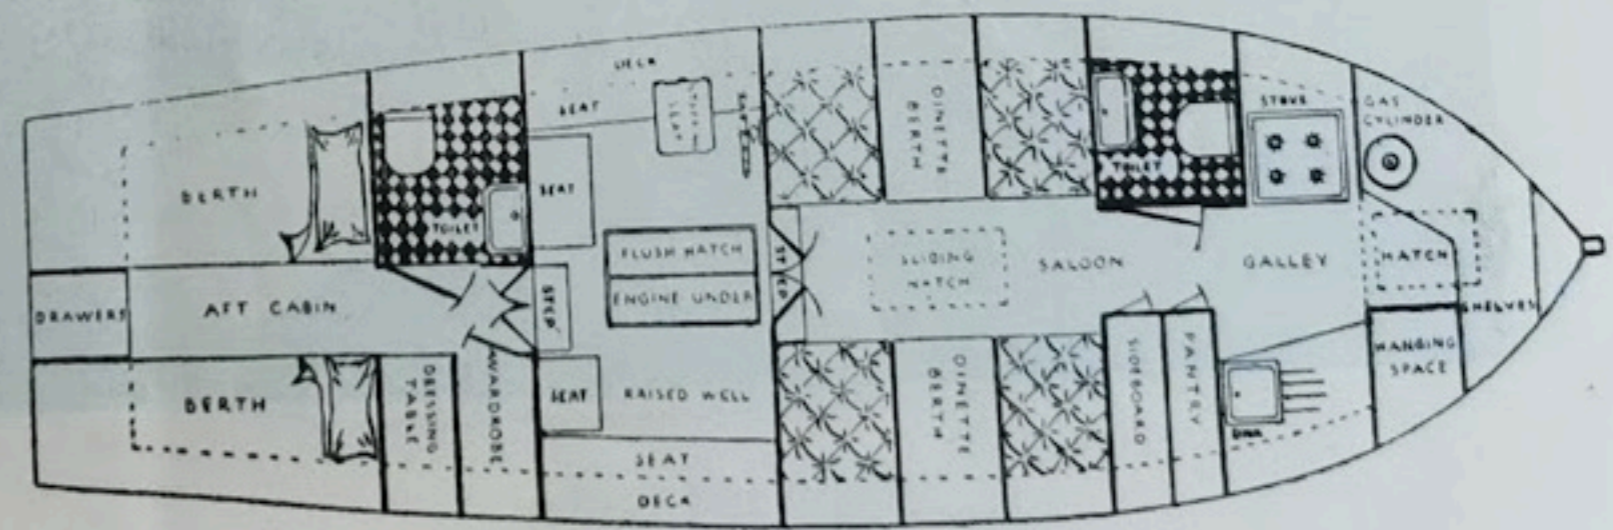 DECK
SEAT
SEAT
STEERING
SEAT
DINETTE
BERTH
STOVE
GAS
CYLINDER
TOILET
BERTH
TOILET
FLUSH HATCH
ENGINE UNDER
STEP
SLIDING
HATCH
SALOON
GALLEY
HATCH
DRAWERS
AFT CABIN
STEP
SHELVES
HANGING
SPACE
BERTH
DRESSING
TABLE
WARDROBE
SEAT
RAISED WELL
DINETTE
BERTH
SIDEBOARD
PANTRY
SINK
SEAT
DECK